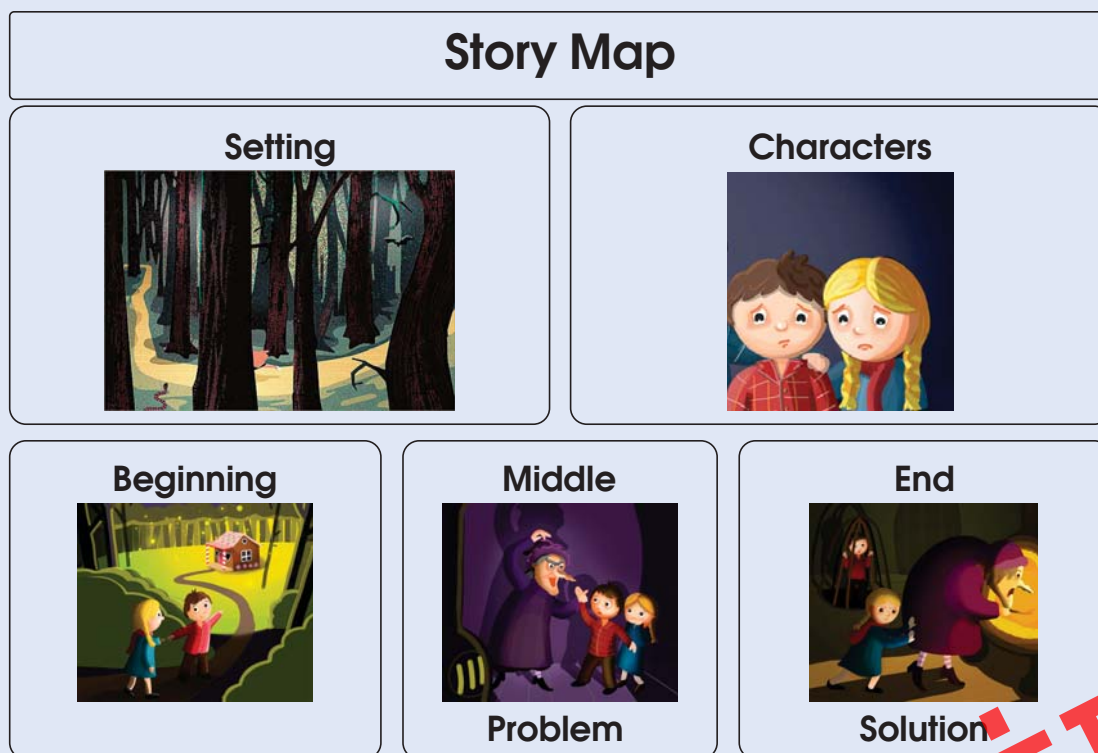 Story Map
Setting
Characters
Beginning
Middle
End
Problem
Solution